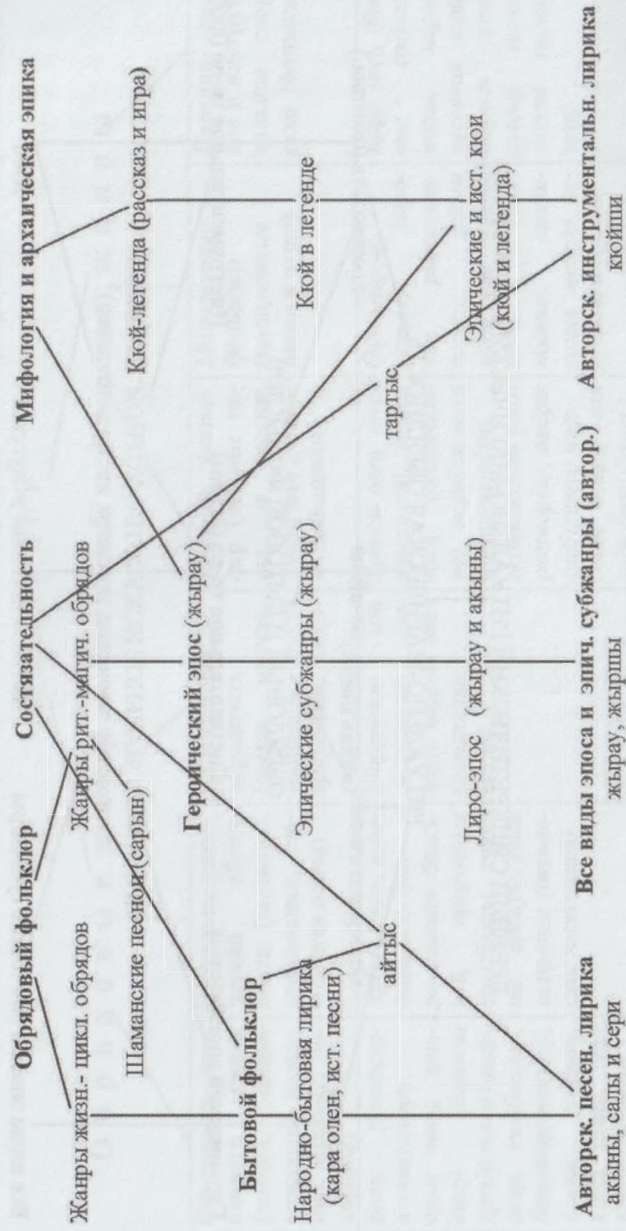 Обрядовый фольклор
Состязательность
Мифология и архаическая эпика
Жанры жизн.- цикл. обрядов
Жанры рит.-магич. обрядов
Шаманские песноп.(сарын)
Кюй-легенда (рассказ и игра)
Героический эпос (жырау)
Бытовой фольклор
Народно-бытовая лирика
(кара олен, ист. песни)
Эпические субжанры (жырау)
Кюй в легенде
айтыс
тартыс
Лиро-эпос (жырау и акыны)
Эпические и ист. кюи
(кюй и легенда)
Авторск. песен. лирика
акыны, салы и сери
Все виды эпоса и эпич. субжанры (автор.)
жырау, жыршы
Авторск. инструментальн. лирика
кюйши